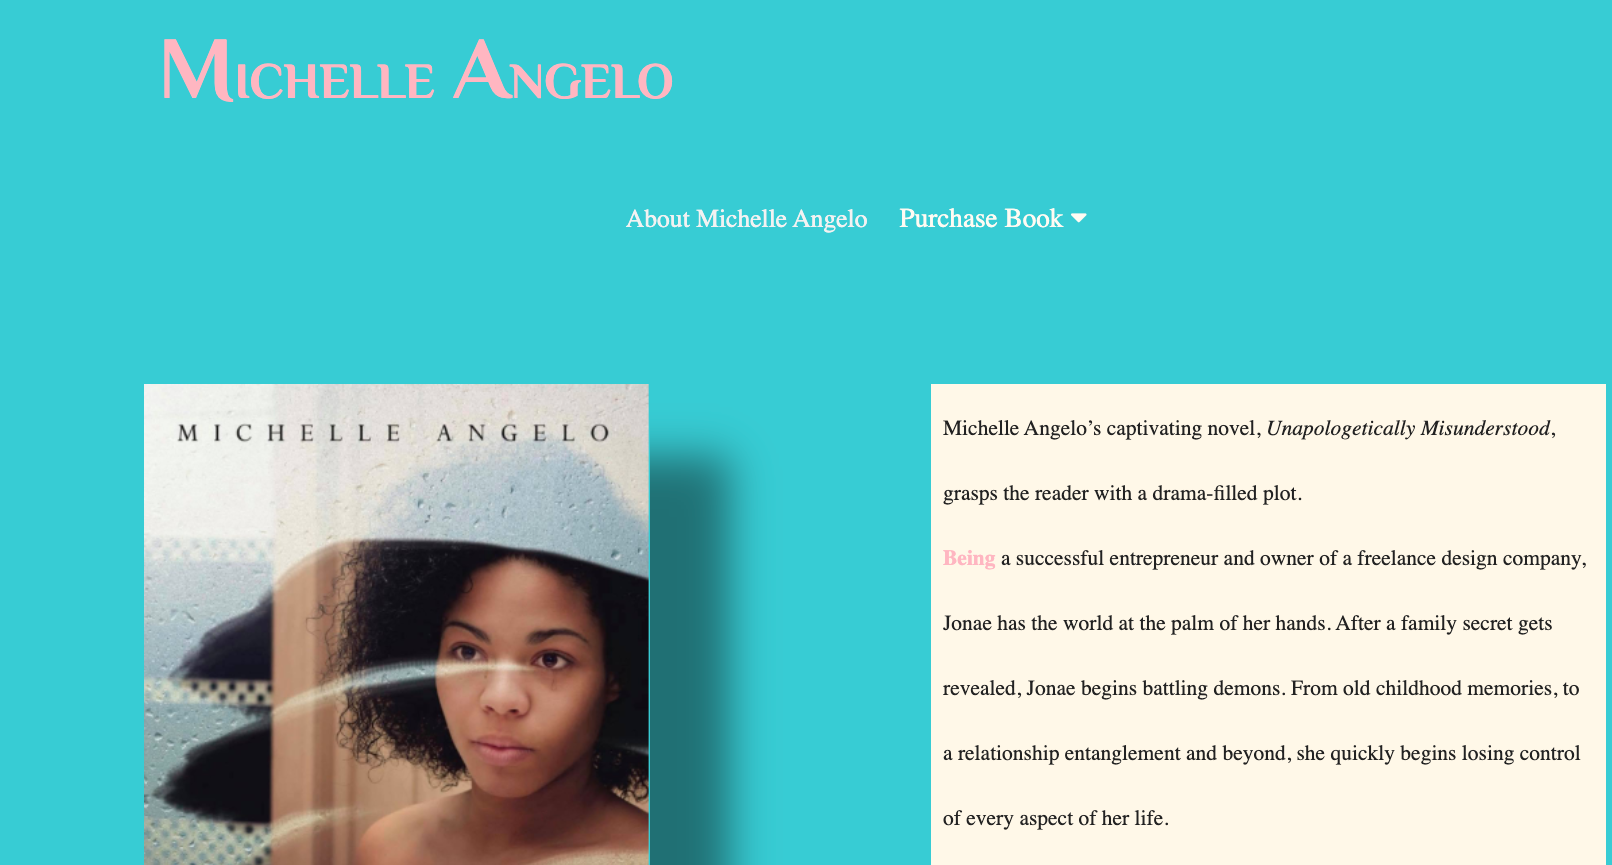 Michelle Angelo
About Michelle Angelo
Purchase Book
MICHELLE ANGELO
Michelle Angelo’s captivating novel, Unapologetically Misunderstood,
grasps the reader with a drama-filled plot.
Being a successful entrepreneur and owner of a freelance design company,
Jonae has the world at the palm of her hands. After a family secret gets
revealed, Jonae begins battling demons. From old childhood memories, to
a relationship entanglement and beyond, she quickly begins losing control
of every aspect of her life.